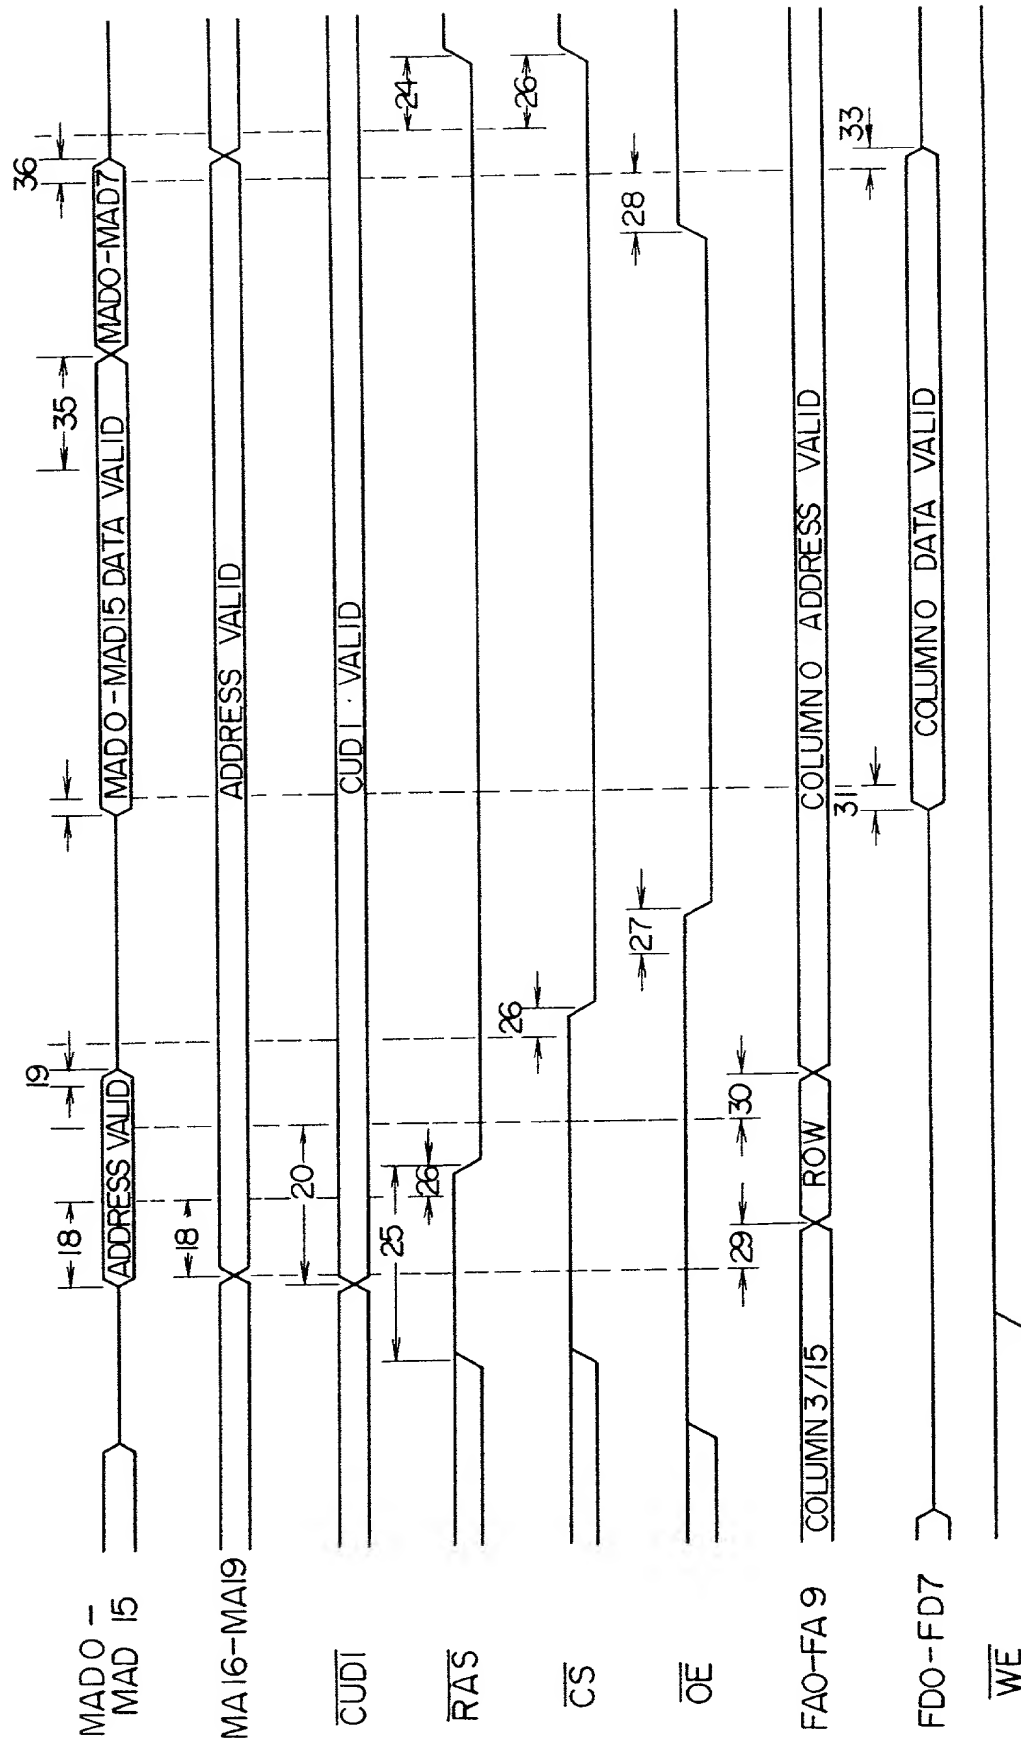 MAD0-
MAD 15
ADDRESS VALID
MAD0-MAD15 DATA VALID
MAD0-MAD7
18
19
35
36
MA16-MA19
ADDRESS VALID
18
CUD1
CUD1 · VALID
20
RAS
25
26
24
CS
26
26
OE
27
28
FA0-FA9
COLUMN 3/15
ROW
COLUMN 0 ADDRESS VALID
29
30
FD0-FD7
COLUMN 0 DATA VALID
31
33
WE